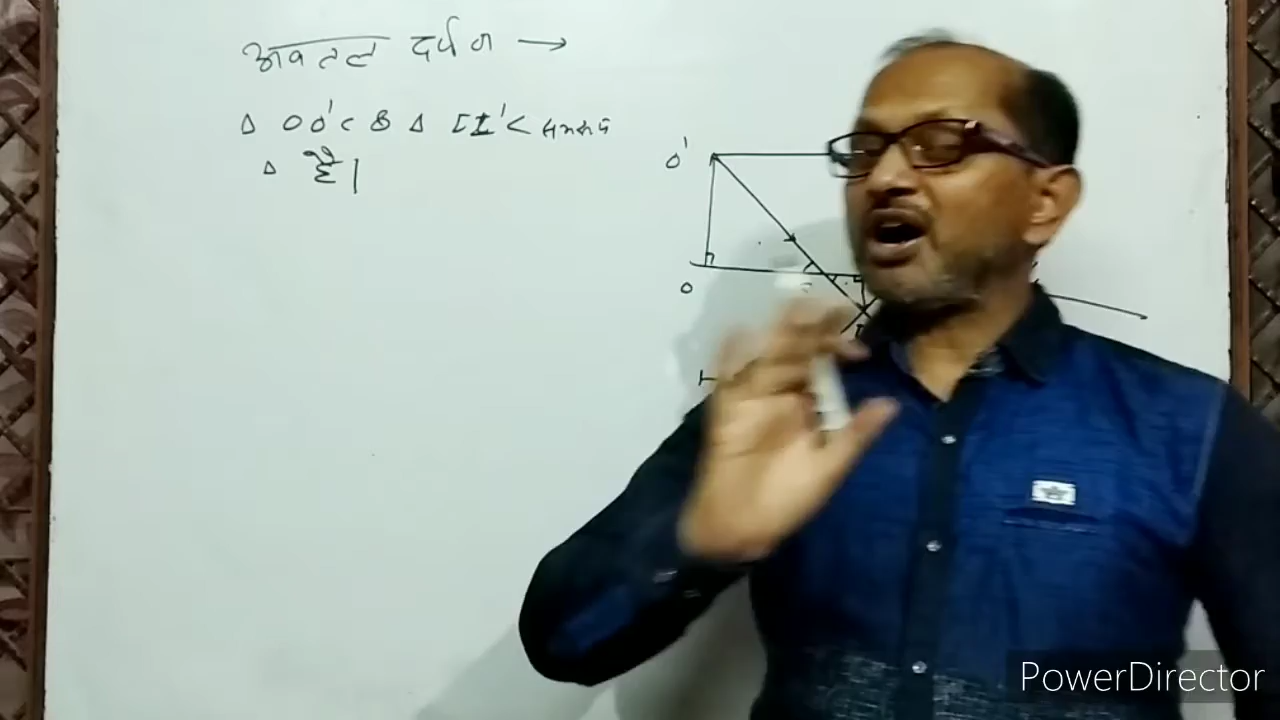 अवतल दर्पण →
Δ OO'C & Δ II'C समरूप
Δ हैं।
O'
O
PowerDirector